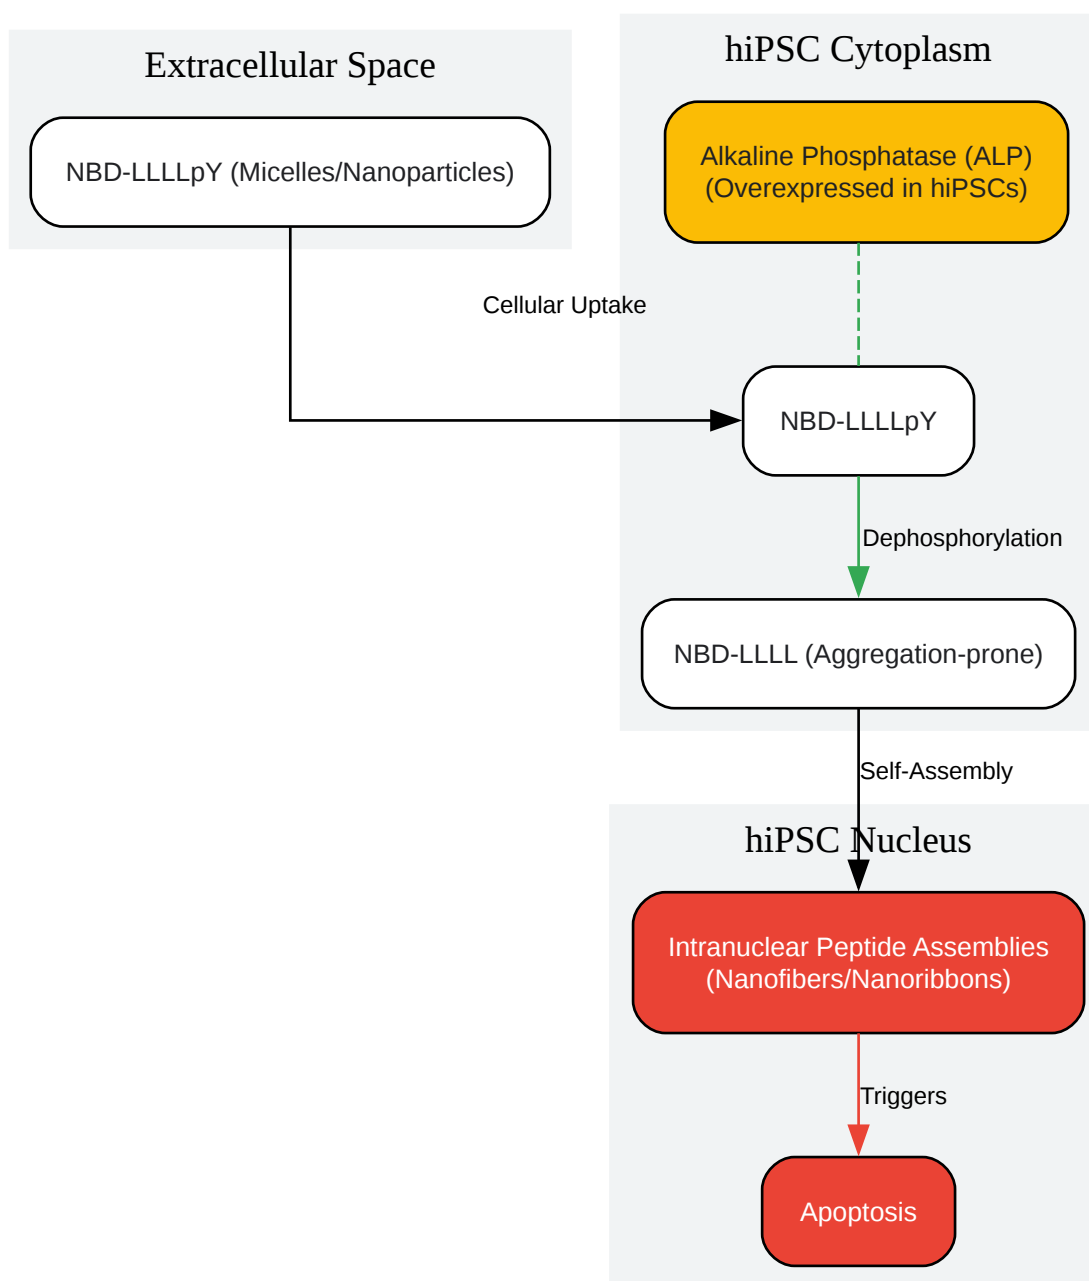 Extracellular Space
NBD-LLLLpY (Micelles/Nanoparticles)
hiPSC Cytoplasm
Alkaline Phosphatase (ALP)
(Overexpressed in hiPSCs)
Cellular Uptake
NBD-LLLLpY
Dephosphorylation
NBD-LLLL (Aggregation-prone)
Self-Assembly
hiPSC Nucleus
Intranuclear Peptide Assemblies
(Nanofibers/Nanoribbons)
Triggers
Apoptosis